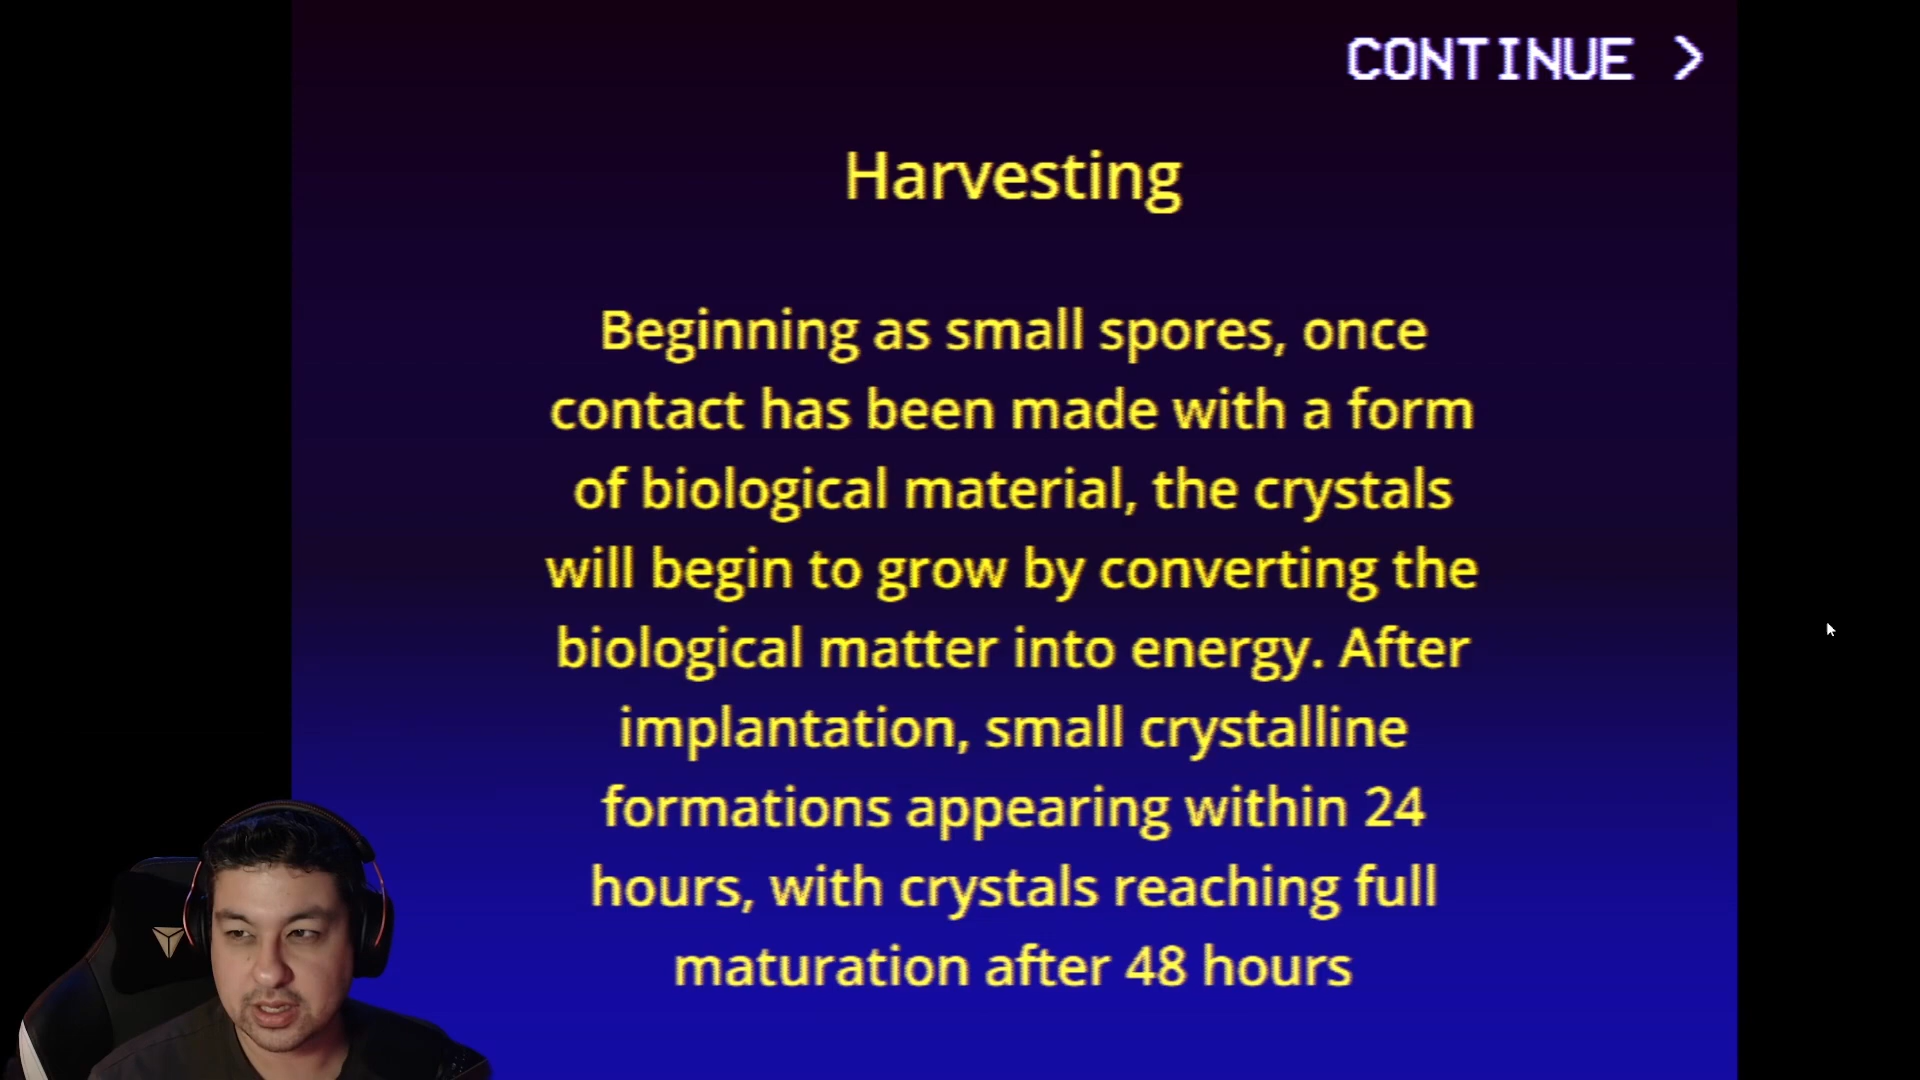 CONTINUE >
Harvesting
Beginning as small spores, once
contact has been made with a form
of biological material, the crystals
will begin to grow by converting the
biological matter into energy. After
implantation, small crystalline
formations appearing within 24
hours, with crystals reaching full
maturation after 48 hours